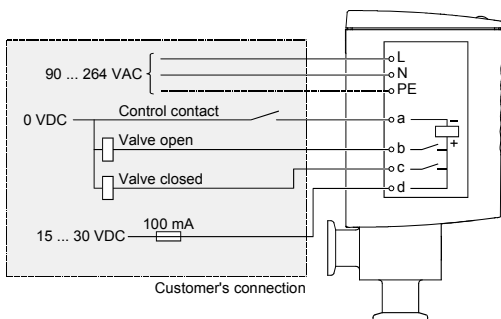 L
90 ... 264 VAC
N
PE
Control contact
0 VDC
a
−
Valve open
+
b
c
Valve closed
d
100 mA
15 ... 30 VDC
Customer's connection